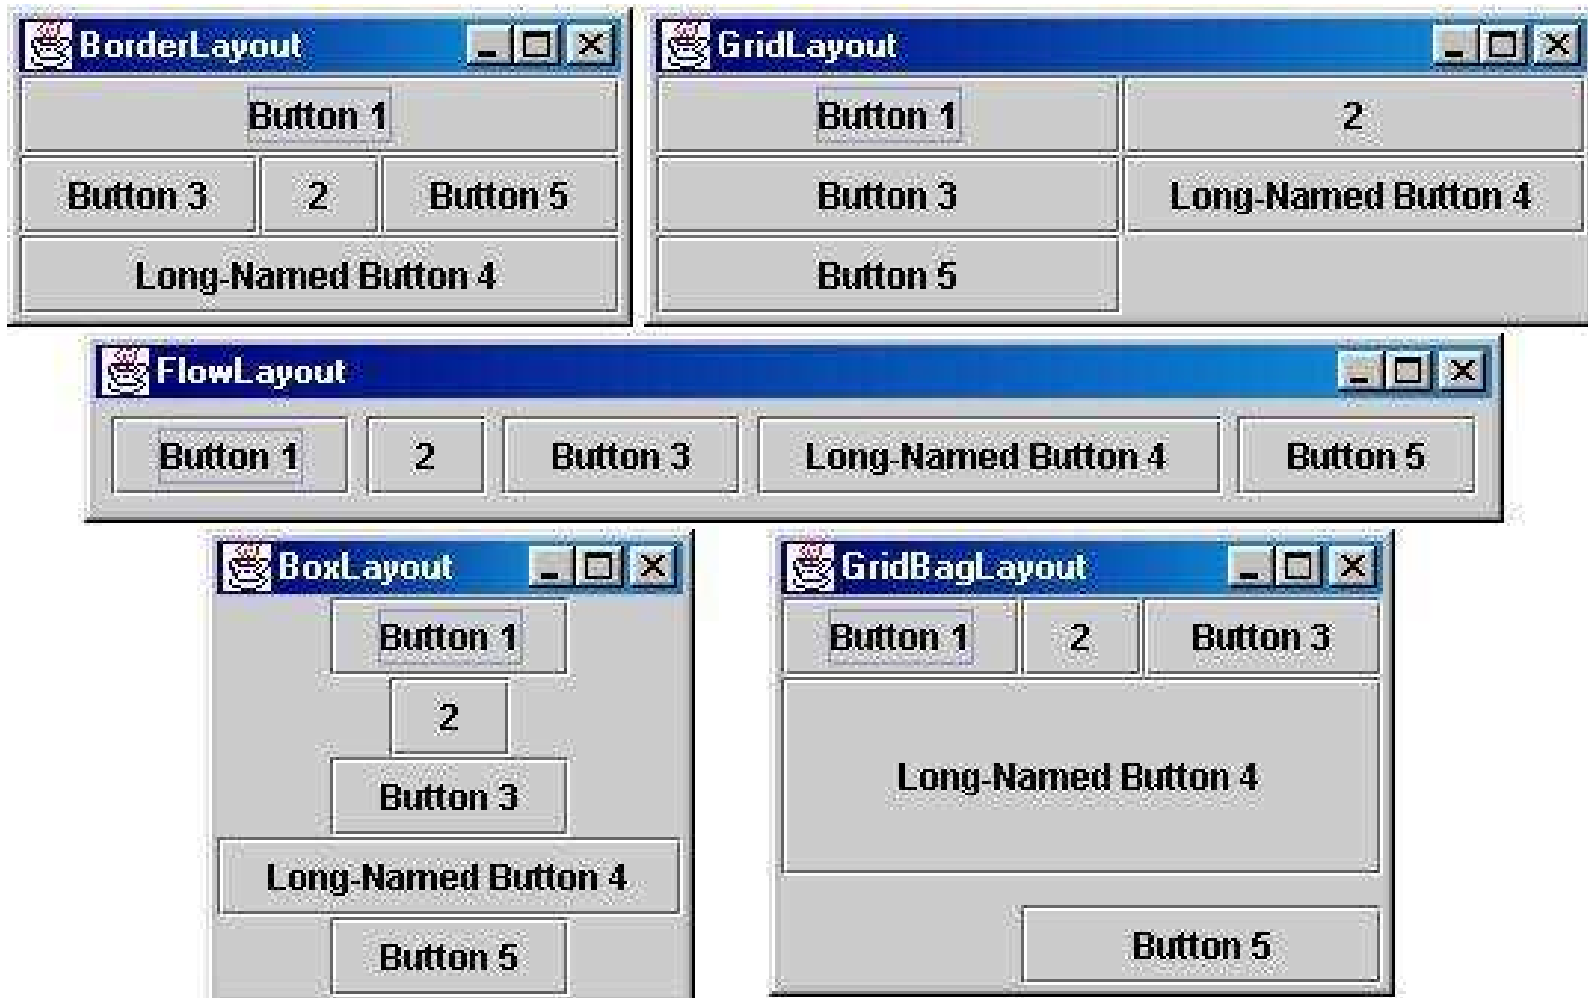 BorderLayout
Button 1
Button 3 2 Button 5
Long-Named Button 4
GridLayout
Button 1 2
Button 3 Long-Named Button 4
Button 5
FlowLayout
Button 1 2 Button 3 Long-Named Button 4 Button 5
BoxLayout
Button 1
2
Button 3
Long-Named Button 4
Button 5
GridBagLayout
Button 1 2 Button 3
Long-Named Button 4
Button 5